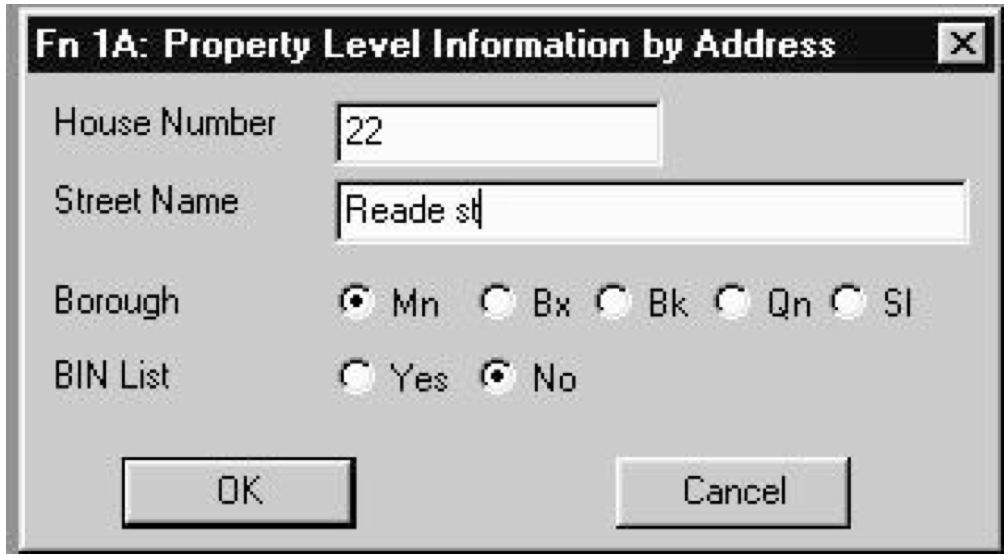 Fn 1A: Property Level Information by Address
House Number 22
Street Name Reade st
Borough Mn Bx Bk Qn SI
BIN List Yes No
OK Cancel